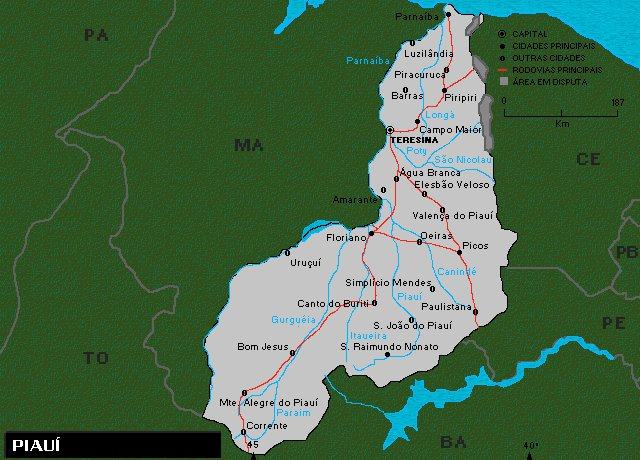 Parnaíba
CAPITAL
CIDADES PRINCIPAIS
OUTRAS CIDADES
RODOVIAS PRINCIPAIS
ÁREA EM DISPUTA
PA
Luzilândia
Parnaíba
Piracuruca
Barras
Piripiri
0
187
Km
Longá
Campo Maior
TERESINA
MA
Poty
São Nicolau
CE
Água Branca
Elesbão Veloso
Amarante
Valença do Piauí
Floriano
Oeiras
Picos
PB
Uruçuí
Canindé
Simplício Mendes
Piauí
Canto do Buriti
Paulistana
Gurguéia
S. João do Piauí
PE
Itaueira
Bom Jesus
S. Raimundo Nonato
TO
Mte. Alegre do Piauí
Paraim
Corrente
PIAUÍ
45
BA
40°